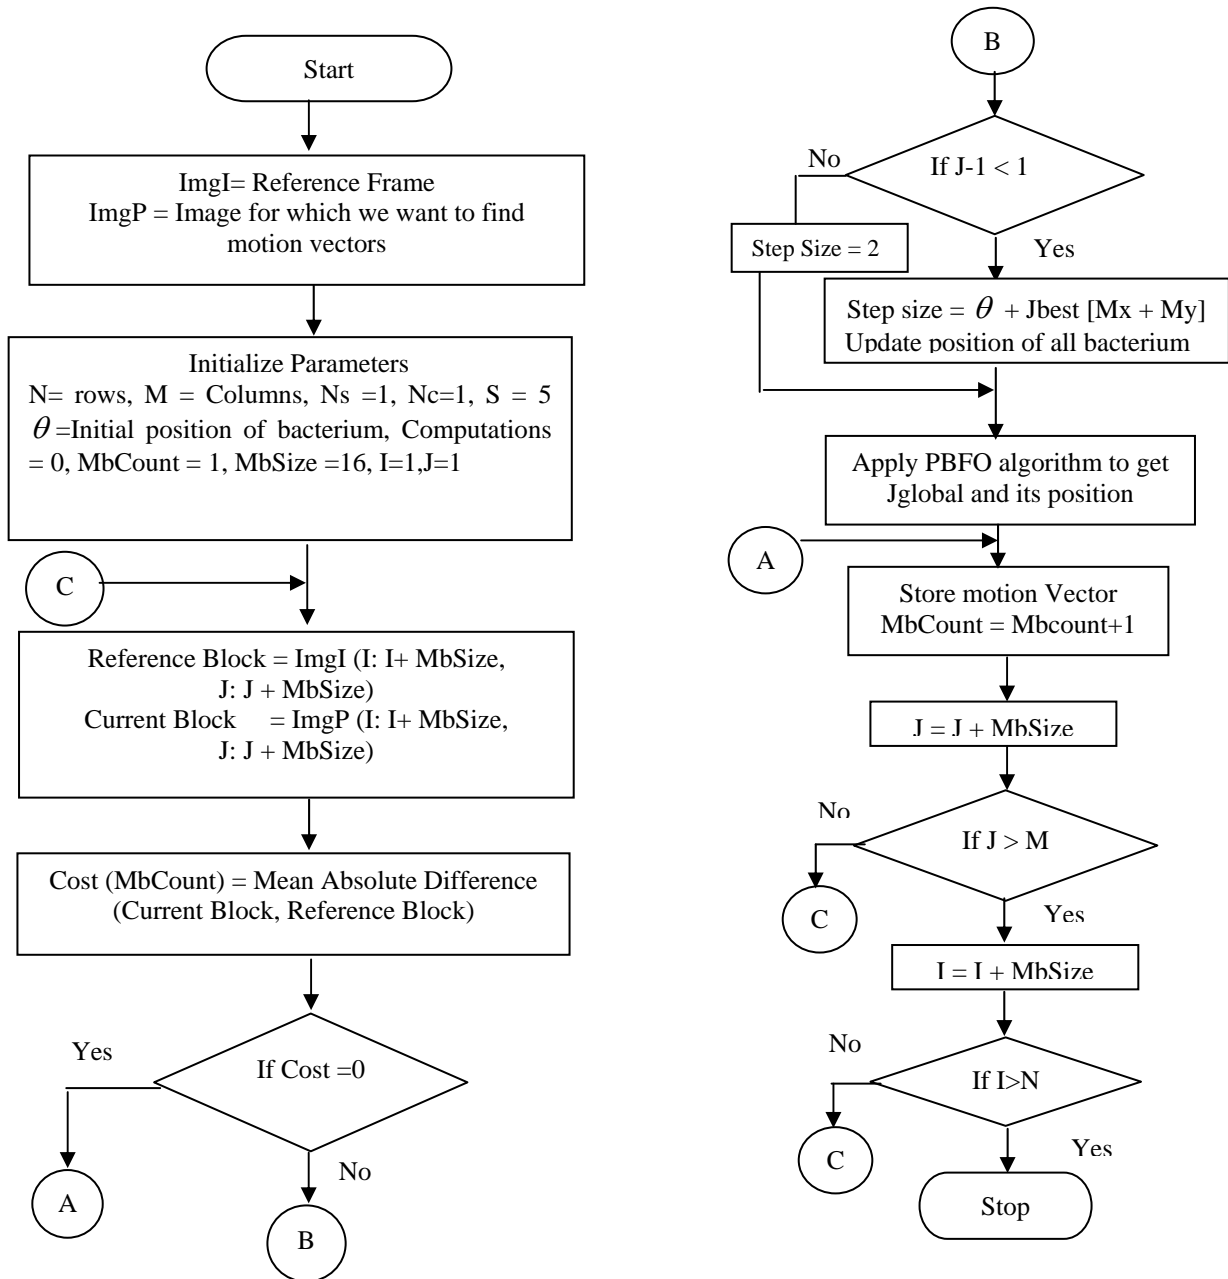 Start
ImgI= Reference Frame
ImgP = Image for which we want to find
motion vectors
Initialize Parameters
N= rows, M = Columns, Ns =1, Nc=1, S = 5
θ =Initial position of bacterium, Computations
= 0, MbCount = 1, MbSize =16, I=1,J=1
C
Reference Block = ImgI (I: I+ MbSize,
J: J + MbSize)
Current Block = ImgP (I: I+ MbSize,
J: J + MbSize)
Cost (MbCount) = Mean Absolute Difference
(Current Block, Reference Block)
If Cost =0
Yes
No
A
B
B
If J-1 < 1
No
Yes
Step Size = 2
Step size = θ + Jbest [Mx + My]
Update position of all bacterium
Apply PBFO algorithm to get
Jglobal and its position
A
Store motion Vector
MbCount = Mbcount+1
J = J + MbSize
If J > M
No
Yes
C
I = I + MbSize
If I>N
No
Yes
C
Stop